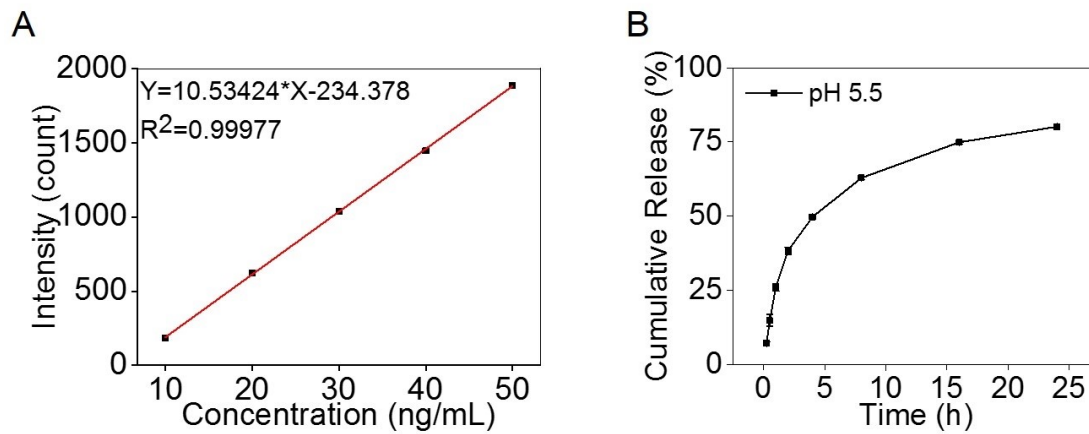 A
Y=10.53424*X-234.378
R²=0.99977
Intensity (count)
2000
1500
1000
500
0
10 20 30 40 50
Concentration (ng/mL)
B
pH 5.5
Cumulative Release (%)
100
75
50
25
0
0 5 10 15 20 25
Time (h)